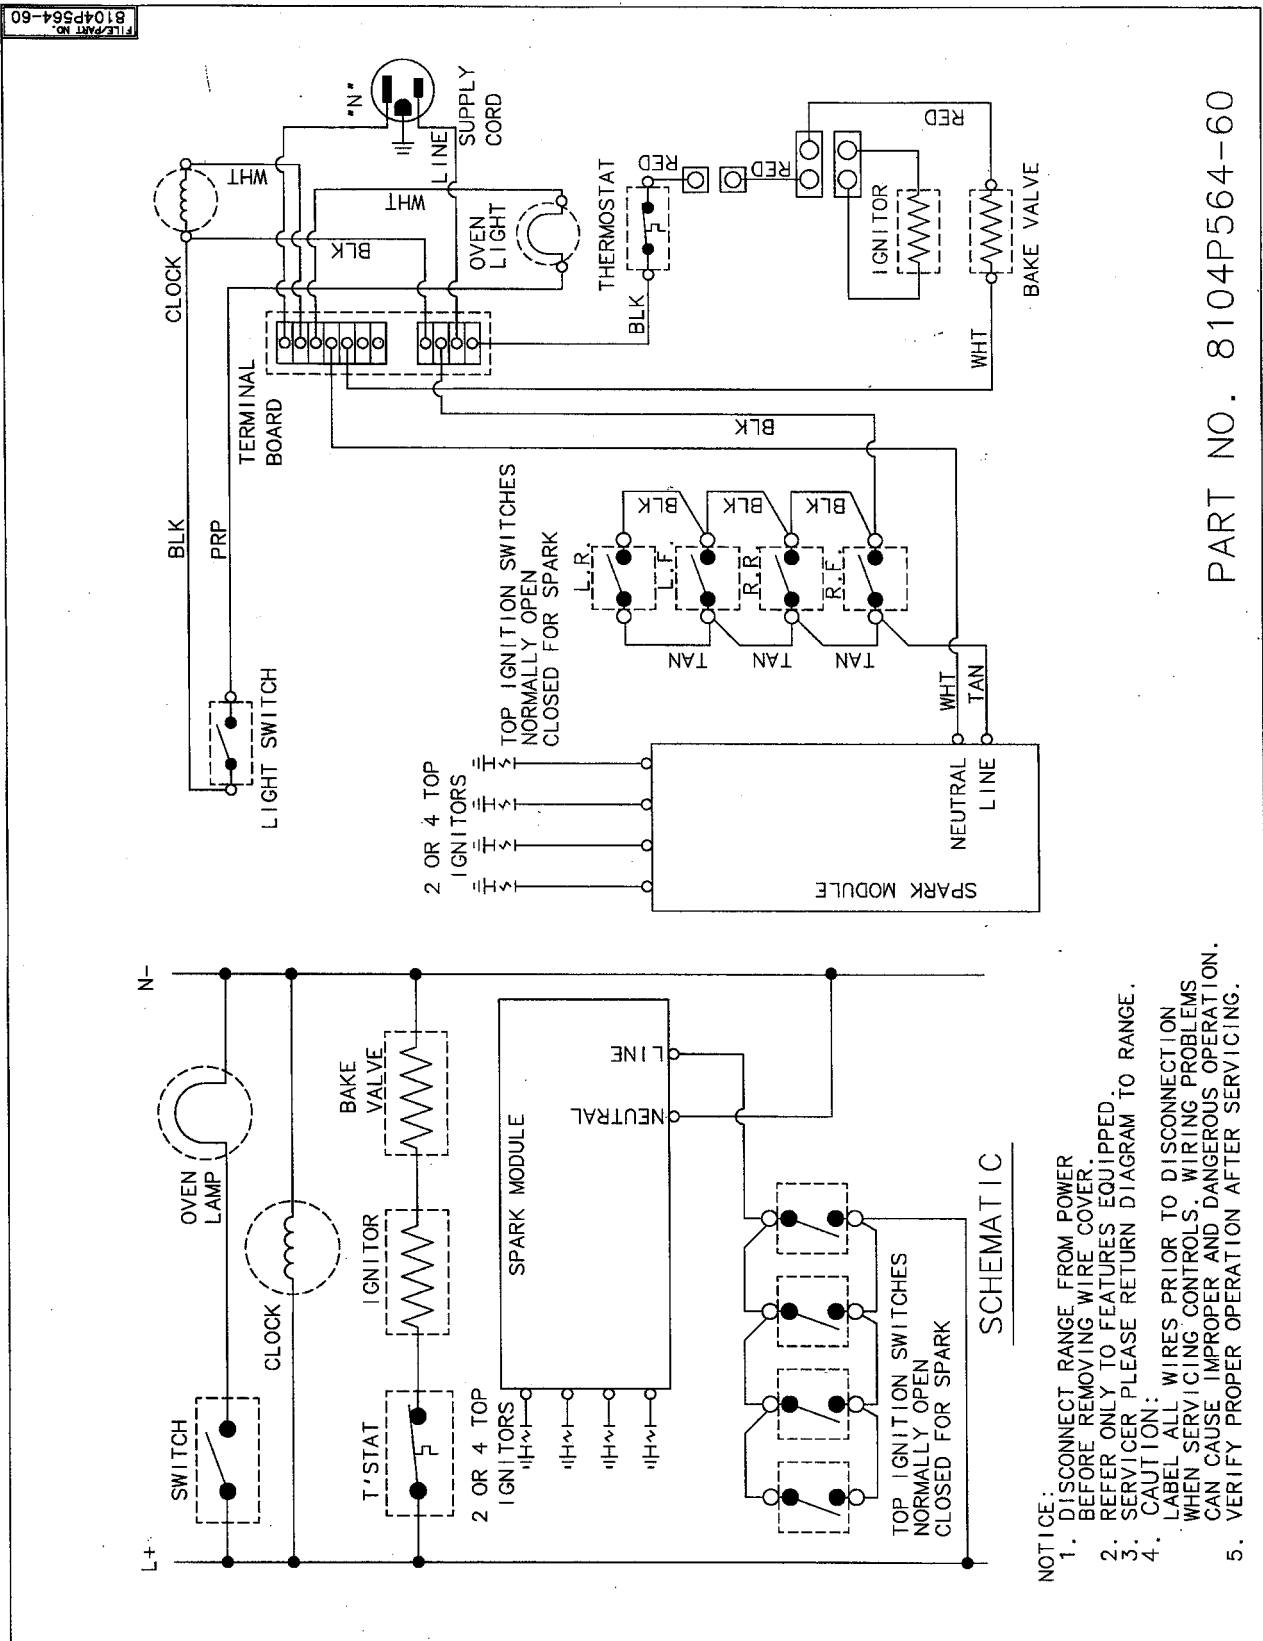 FILE/PART NO.
8104P564-60
CLOCK
WHT
BLK
"N"
LINE
SUPPLY
CORD
WHT
OVEN
LIGHT
THERMOSTAT
RED
RED
RED
BLK
IGNITOR
BAKE VALVE
WHT
TERMINAL
BOARD
BLK
PRP
LIGHT SWITCH
BLK
TOP IGNITION SWITCHES
NORMALLY OPEN
CLOSED FOR SPARK
L.R.
L.F.
R.R.
R.F.
BLK
BLK
BLK
TAN
TAN
TAN
WHT
TAN
2 OR 4 TOP
IGNITORS
NEUTRAL
LINE
SPARK MODULE
PART NO. 8104P564-60
L+
N-
SWITCH
OVEN
LAMP
CLOCK
T'STAT
IGNITOR
BAKE
VALVE
2 OR 4 TOP
IGNITORS
SPARK MODULE
NEUTRAL
LINE
TOP IGNITION SWITCHES
NORMALLY OPEN
CLOSED FOR SPARK
SCHEMATIC
NOTICE:
1. DISCONNECT RANGE FROM POWER
BEFORE REMOVING WIRE COVER.
2. REFER ONLY TO FEATURES EQUIPPED.
3. SERVICER PLEASE RETURN DIAGRAM TO RANGE.
4. CAUTION:
LABEL ALL WIRES PRIOR TO DISCONNECTION
WHEN SERVICING CONTROLS. WIRING PROBLEMS
CAN CAUSE IMPROPER AND DANGEROUS OPERATION.
5. VERIFY PROPER OPERATION AFTER SERVICING.